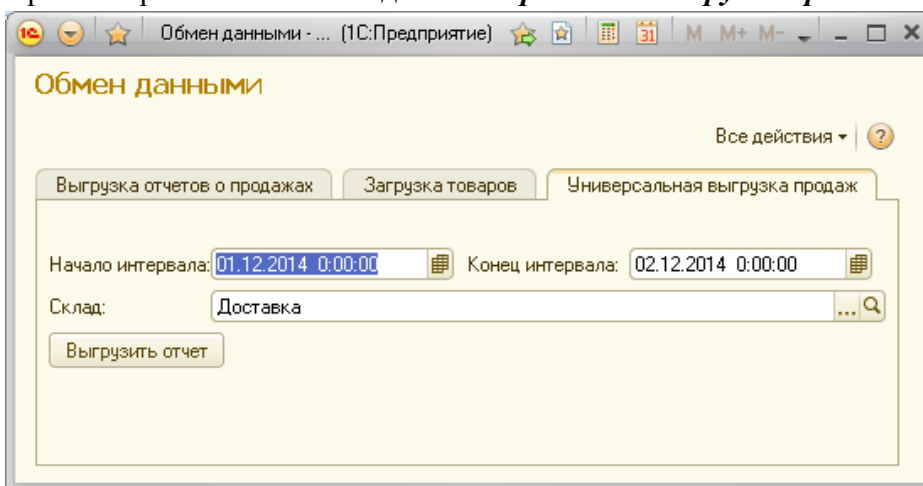 Обмен данными - ... (1С:Предприятие) 31 M M+ M-
Обмен данными
Все действия ?
Выгрузка отчетов о продажах Загрузка товаров Универсальная выгрузка продаж
Начало интервала: 01.12.2014 0:00:00 Конец интервала: 02.12.2014 0:00:00
Склад: Доставка ...
Выгрузить отчет